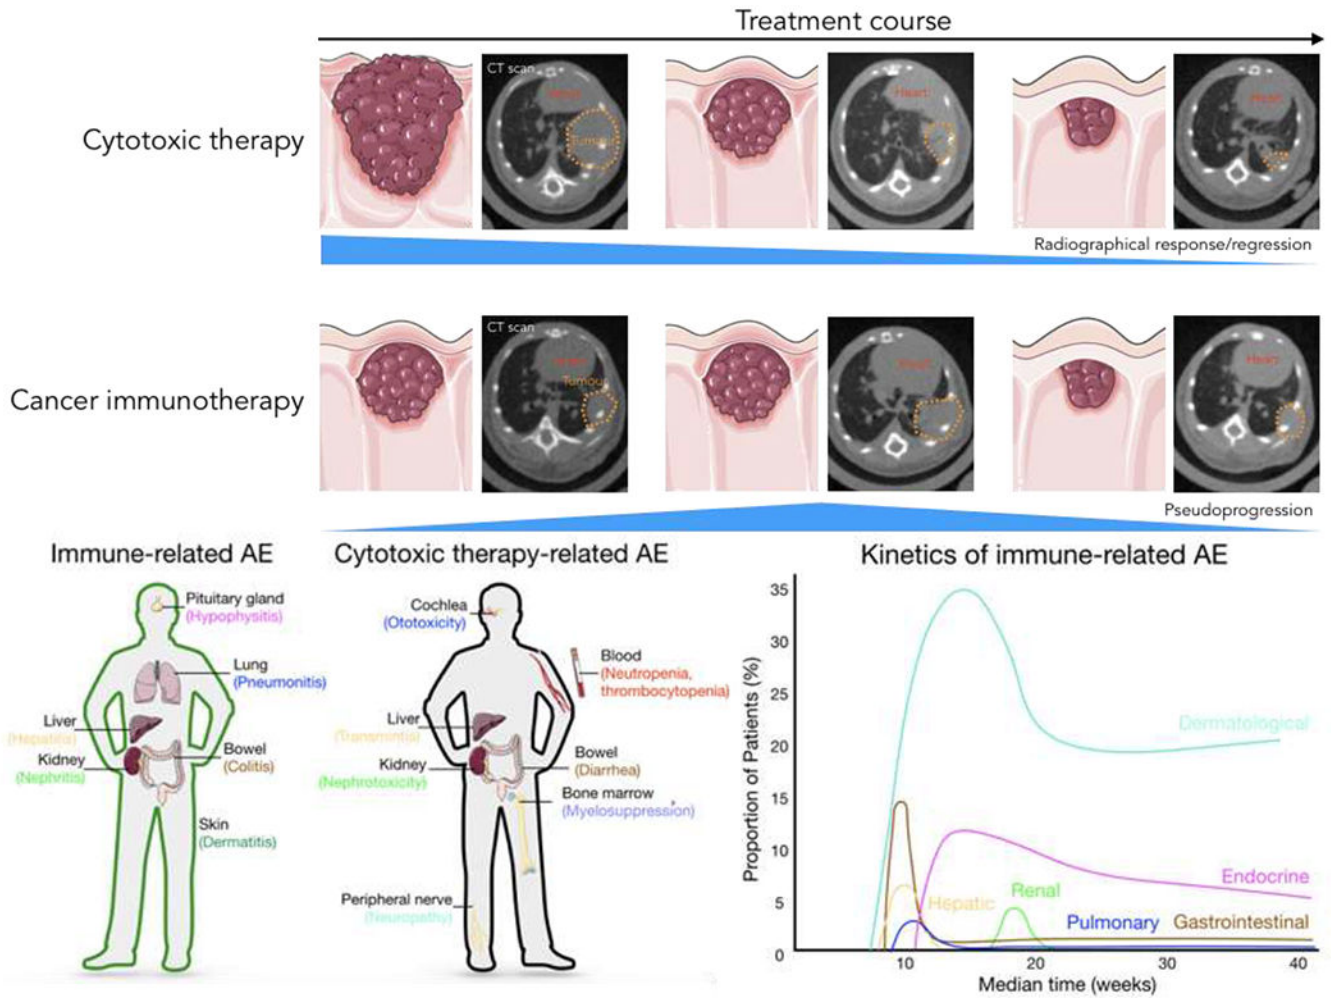 Treatment course
Cytotoxic therapy
CT scan
Heart
Tumour
Heart
Heart
Radiographical response/regression
Cancer immunotherapy
CT scan
Heart
Tumour
Heart
Heart
Pseudoprogression
Immune-related AE
Pituitary gland
(Hypophysitis)
Lung
(Pneumonitis)
Liver
(Hepatitis)
Kidney
(Nephritis)
Bowel
(Colitis)
Skin
(Dermatitis)
Cytotoxic therapy-related AE
Cochlea
(Ototoxicity)
Blood
(Neutropenia,
thrombocytopenia)
Liver
(Transmintis)
Kidney
(Nephrotoxicity)
Bowel
(Diarrhea)
Bone marrow
(Myelosuppression)
Peripheral nerve
(Neuropathy)
Kinetics of immune-related AE
Proportion of Patients (%)
35
30
25
20
15
10
5
0
Dermatological
Endocrine
Renal
Hepatic
Pulmonary
Gastrointestinal
10
20
30
40
Median time (weeks)